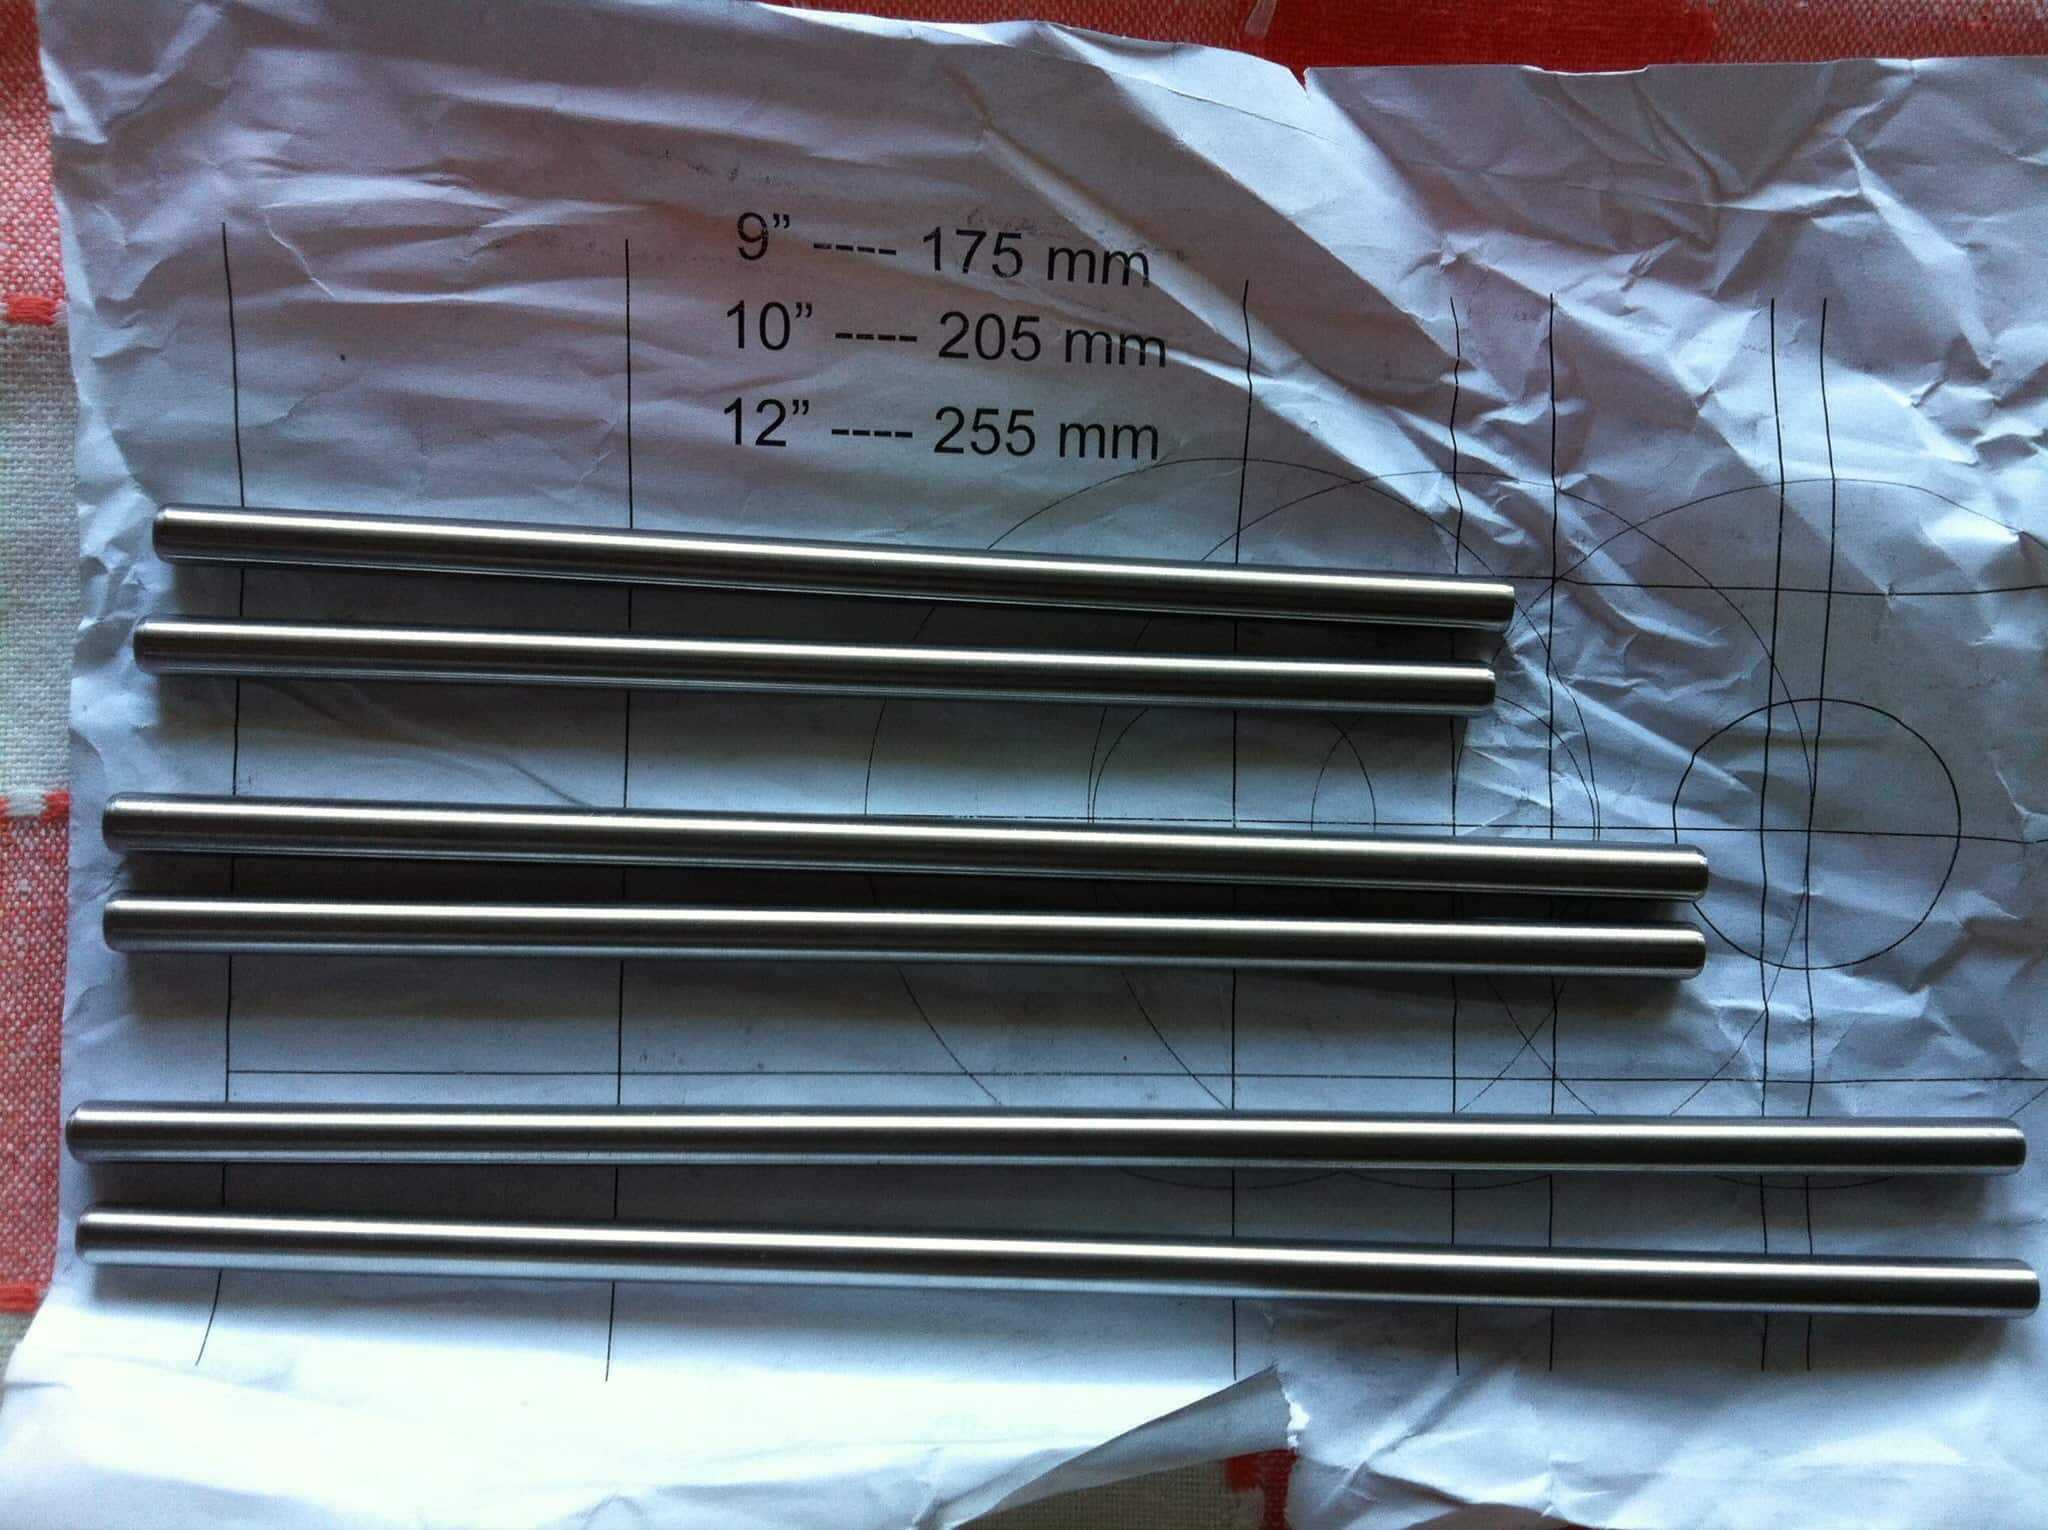 9” ---- 175 mm
10” ---- 205 mm
12” ---- 255 mm